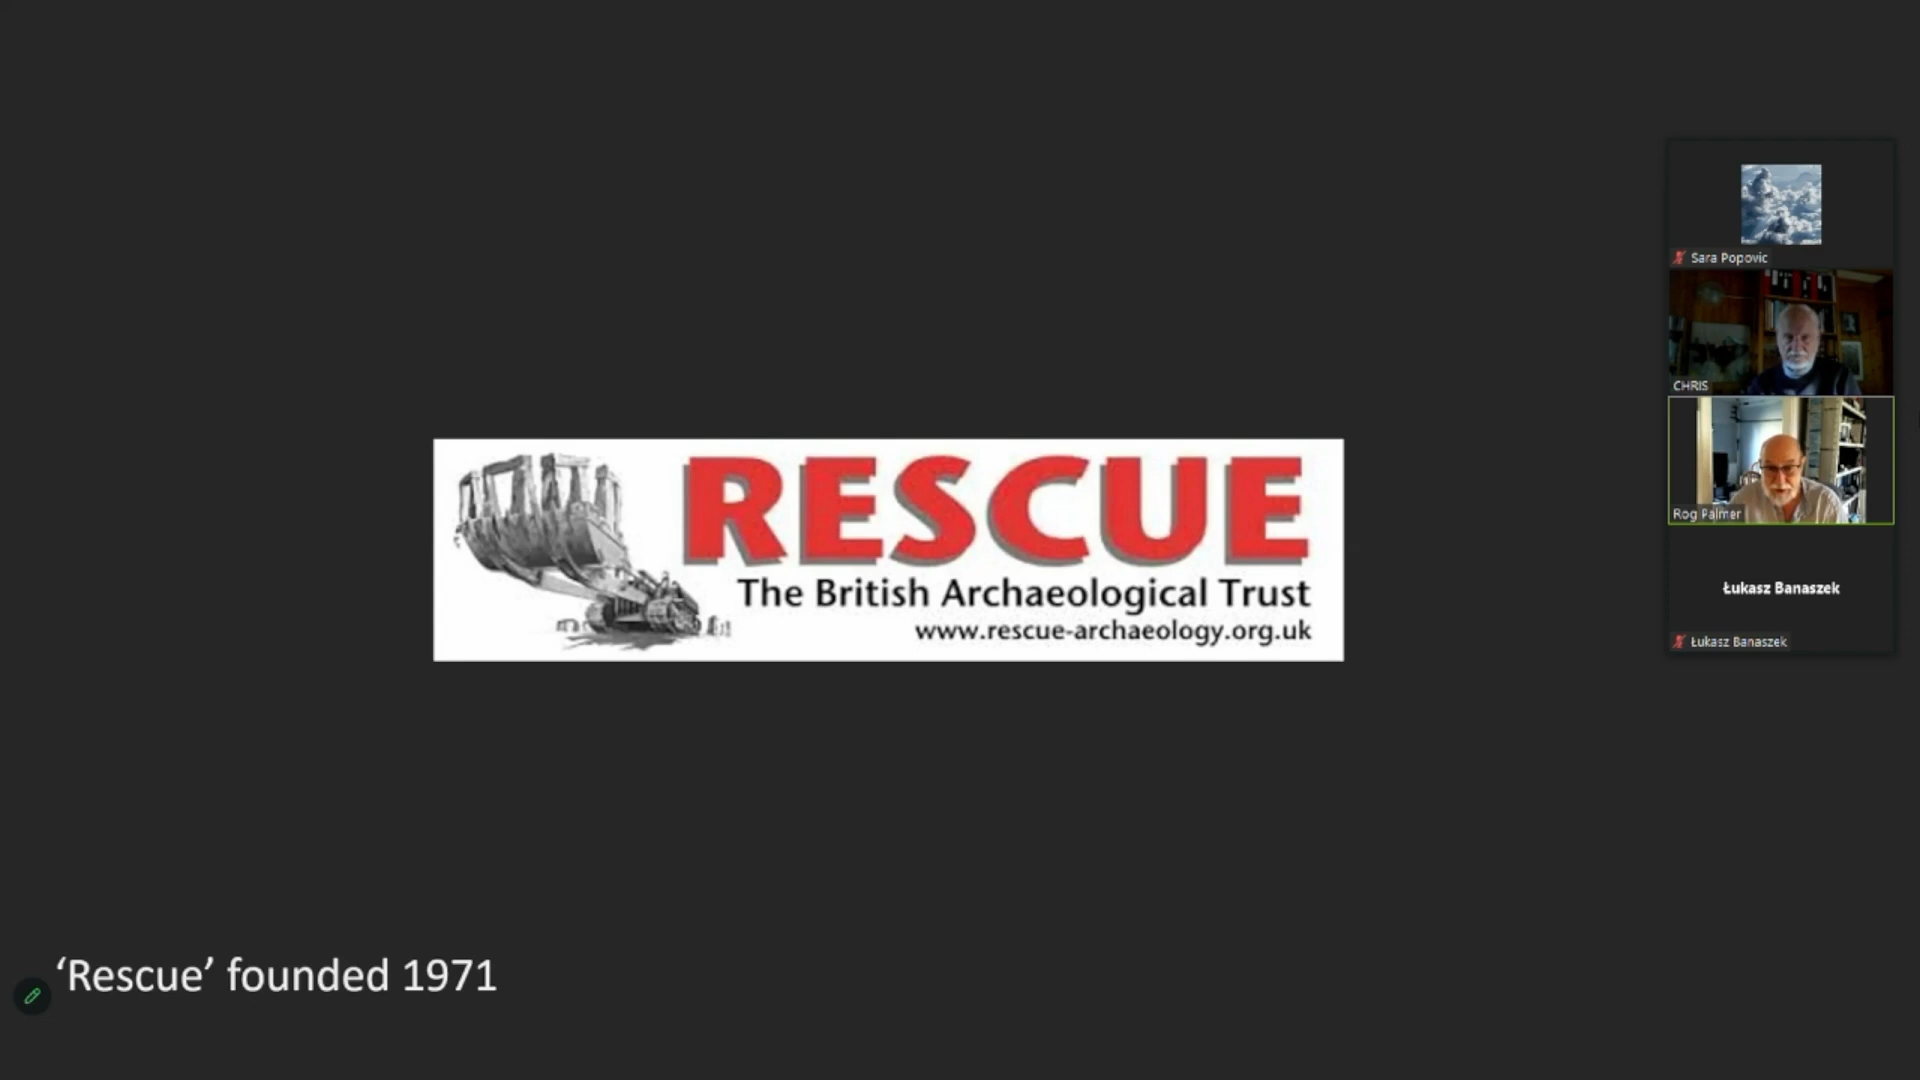 RESCUE
The British Archaeological Trust
www.rescue-archaeology.org.uk
‘Rescue’ founded 1971
Sara Popovic
CHRIS
Rog Palmer
Łukasz Banaszek
Łukasz Banaszek